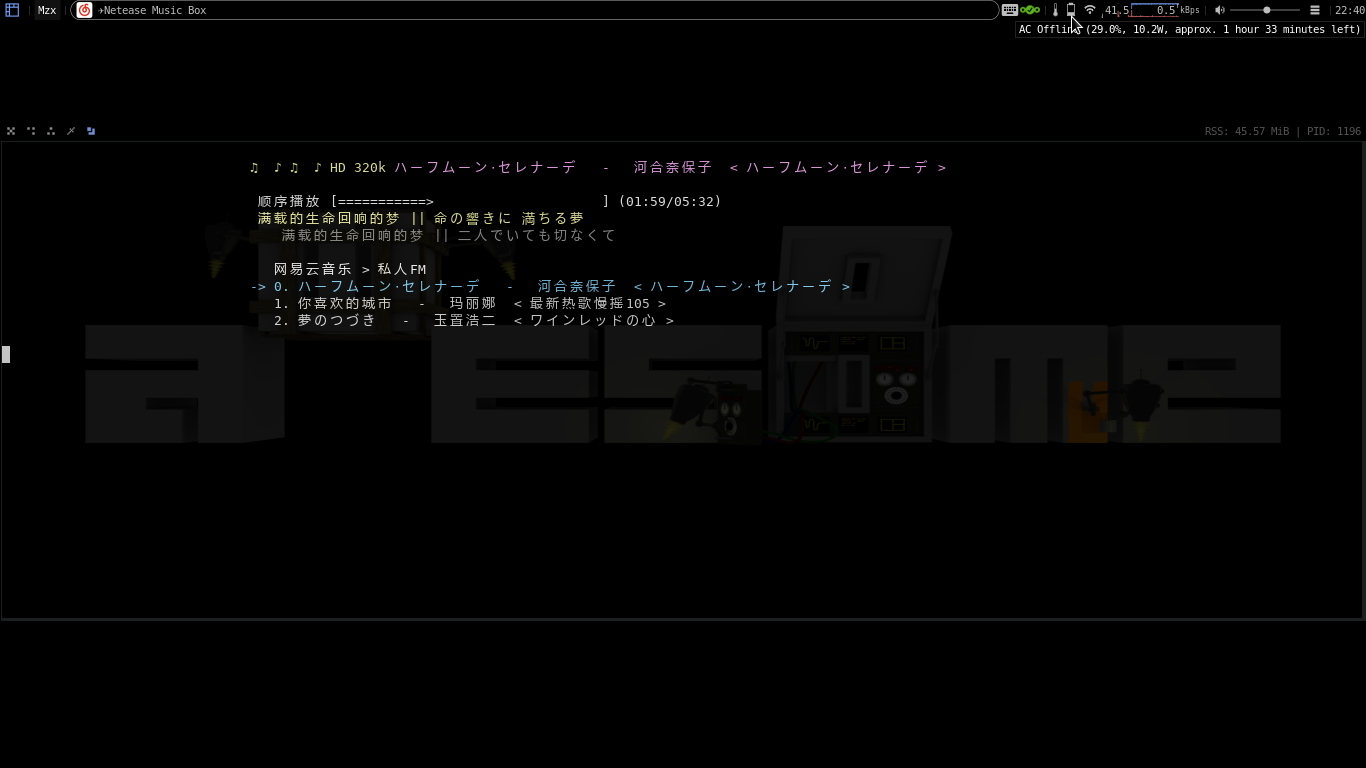 Mzx ✈Netease Music Box 41.5 0.5 kBps 22:40
AC Offline (29.0%, 10.2W, approx. 1 hour 33 minutes left)
RSS: 45.57 MiB | PID: 1196
♫ ♪ ♫ ♪ HD 320k ハーフムーン·セレナーデ - 河合奈保子 < ハーフムーン·セレナーデ >
顺序播放 [===========> ] (01:59/05:32)
满载的生命回响的梦 || 命の響きに 満ちる夢
满载的生命回响的梦 || 二人でいても切なくて
网易云音乐 > 私人FM
-> 0. ハーフムーン·セレナーデ - 河合奈保子 < ハーフムーン·セレナーデ >
1. 你喜欢的城市 - 玛丽娜 < 最新热歌慢摇105 >
2. 夢のつづき - 玉置浩二 < ワインレッドの心 >
awesome